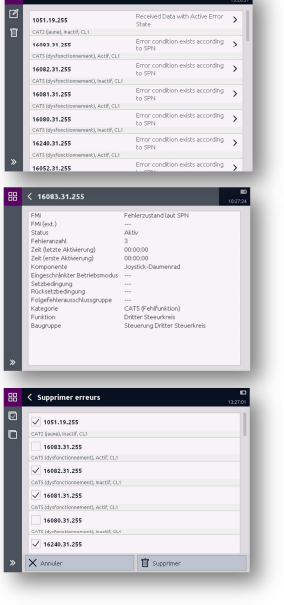 1051.19.255
Received Data with Active Error State
CAT2 (jaune), Inactif, CL1
16083.31.255
Error condition exists according to SPN
CAT5 (dysfonctionnement), Actif, CL1
16082.31.255
Error condition exists according to SPN
CAT5 (dysfonctionnement), Actif, CL1
16081.31.255
Error condition exists according to SPN
CAT5 (dysfonctionnement), Actif, CL1
16080.31.255
Error condition exists according to SPN
CAT5 (dysfonctionnement), Actif, CL1
16240.31.255
Error condition exists according to SPN
CAT5 (dysfonctionnement), Actif, CL1
16052.31.255
Error condition exists according to SPN
< 16083.31.255
10:27:24
FMI Fehlerzustand laut SPN
FMI (ext.) ---
Status Aktiv
Fehleranzahl 3
Zeit (letzte Aktivierung) 00:00:00
Zeit (erste Aktivierung) 00:00:00
Komponente Joystick-Daumenrad
Eingeschränkter Betriebsmodus ---
Setzbedingung ---
Rücksetzbedingung ---
Folgefehlerausschlussgruppe ---
Kategorie CAT5 (Fehlfunktion)
Funktion Dritter Steuerkreis
Baugruppe Steuerung Dritter Steuerkreis
< Supprimer erreurs
13:27:01
1051.19.255
CAT2 (jaune), Inactif, CL1
16083.31.255
CAT5 (dysfonctionnement), Actif, CL1
16082.31.255
CAT5 (dysfonctionnement), Actif, CL1
16081.31.255
CAT5 (dysfonctionnement), Actif, CL1
16080.31.255
CAT5 (dysfonctionnement), Actif, CL1
16240.31.255
Annuler
Supprimer